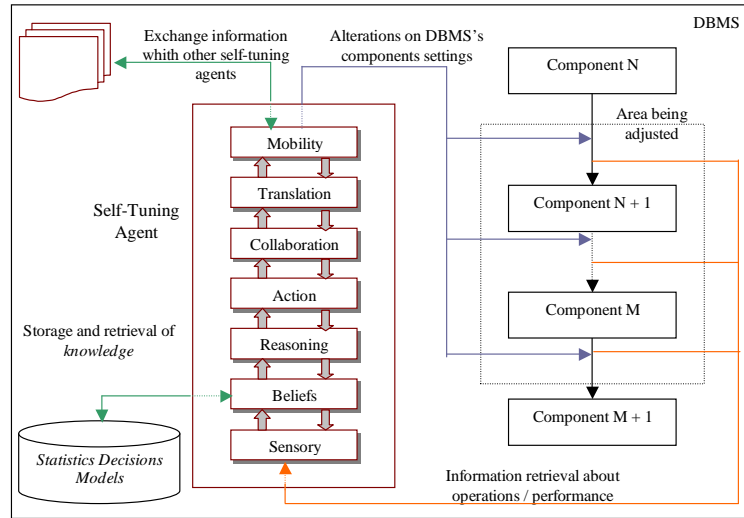 DBMS
Exchange information
whith other self-tuning
agents
Alterations on DBMS's
components settings
Component N
Area being
adjusted
Mobility
Translation
Component N + 1
Self-Tuning
Agent
Collaboration
Action
Component M
Storage and retrieval of
knowledge
Reasoning
Beliefs
Component M + 1
Sensory
Statistics Decisions
Models
Information retrieval about
operations / performance